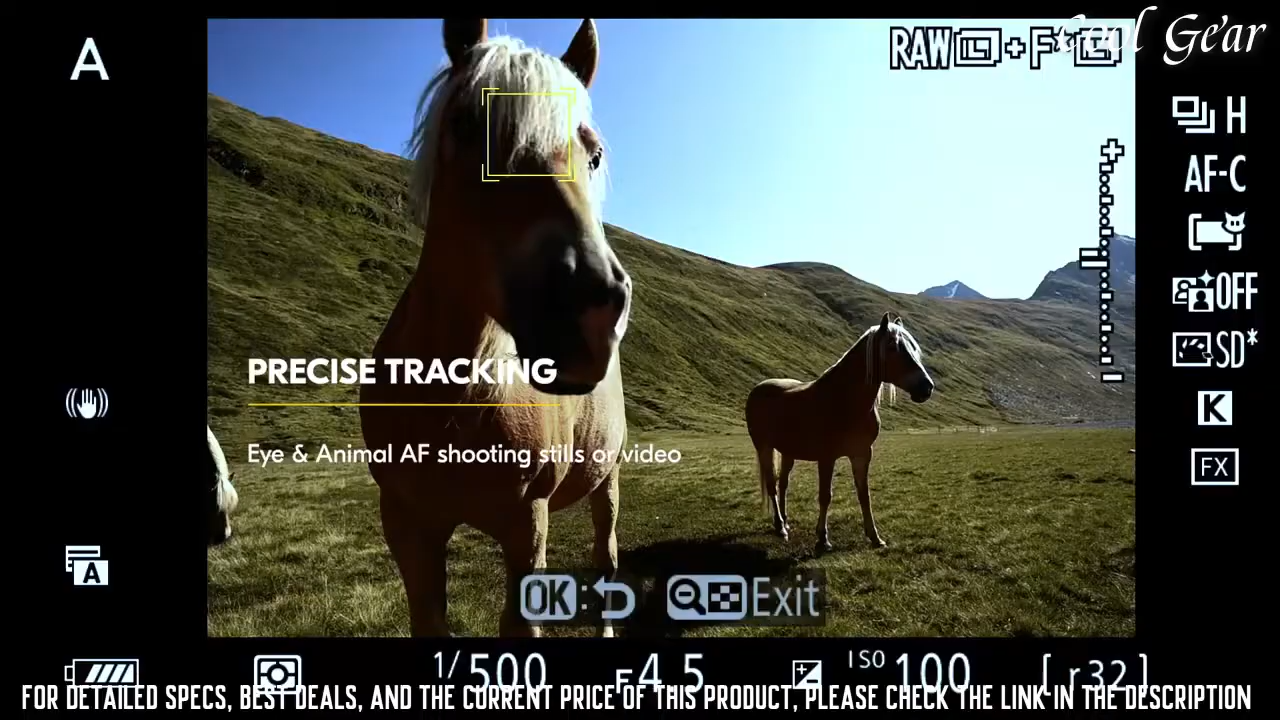 Cool Gear
A
RAW L + F* L
H
AF-C
OFF
SD*
K
FX
PRECISE TRACKING
Eye & Animal AF shooting stills or video
A
OK : Exit
1/500 F4.5 ISO 100 [r32]
FOR DETAILED SPECS, BEST DEALS, AND THE CURRENT PRICE OF THIS PRODUCT, PLEASE CHECK THE LINK IN THE DESCRIPTION